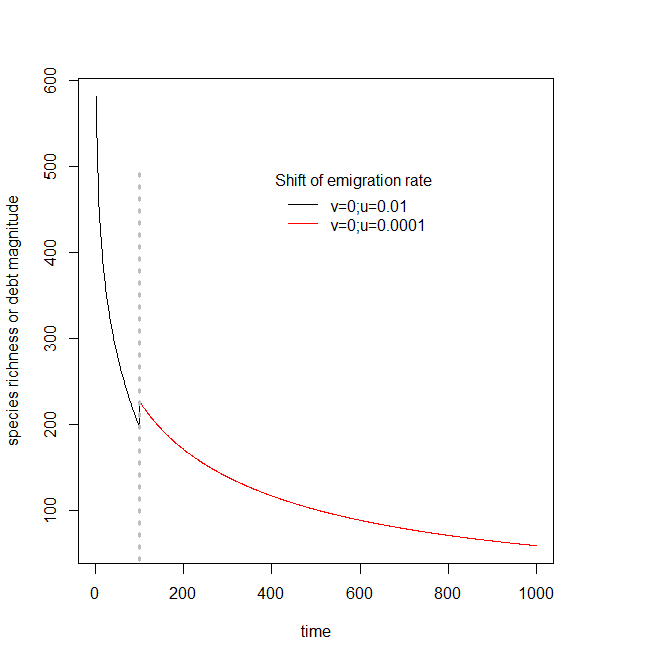 600
500
400
300
200
100
species richness or debt magnitude
Shift of emigration rate
v=0;u=0.01
v=0;u=0.0001
0 200 400 600 800 1000
time